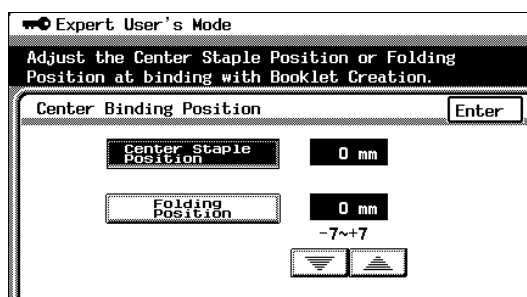 Expert User's Mode
Adjust the Center Staple Position or Folding
Position at binding with Booklet Creation.
Center Binding Position
Enter
Center Staple
Position
0 mm
Folding
Position
0 mm
-7~+7